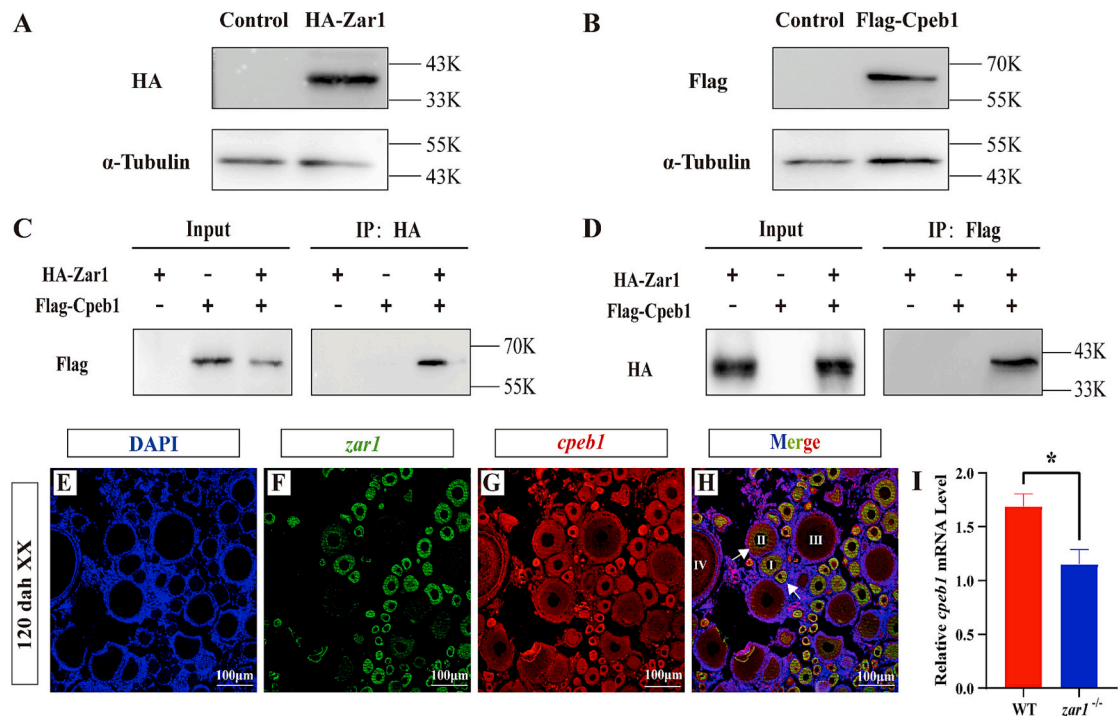 A
Control HA-Zar1
HA
43K
33K
α-Tubulin
55K
43K
B
Control Flag-Cpeb1
Flag
70K
55K
α-Tubulin
55K
43K
C
Input IP: HA
HA-Zar1 + - + + - +
Flag-Cpeb1 - + + - + +
Flag
70K
55K
D
Input IP: Flag
HA-Zar1 + - + + - +
Flag-Cpeb1 - + + - + +
HA
43K
33K
DAPI zar1 cpeb1 Merge
120 dah XX
E
100μm
F
100μm
G
100μm
H
II III
I
IV
100μm
I
Relative cpeb1 mRNA Level
2.0
1.5
1.0
0.5
0.0
*
WT zar1 -/-